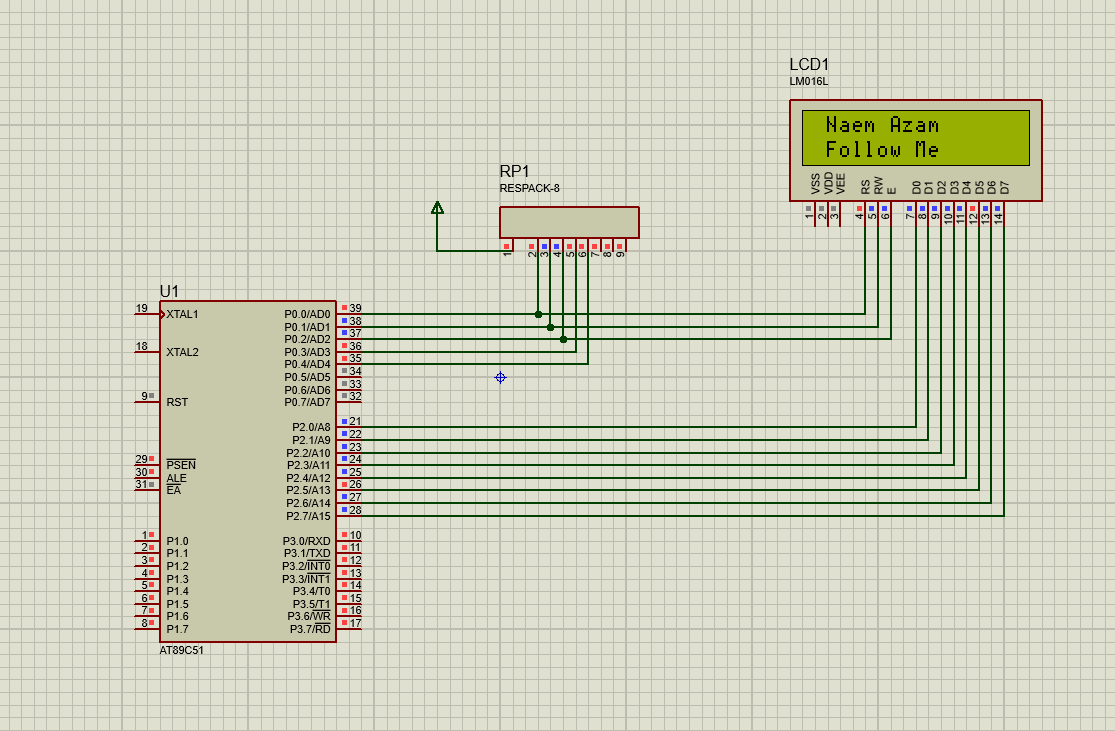 LCD1
LM016L
Naem Azam
Follow Me
VSS VDD VEE RS RW E D0 D1 D2 D3 D4 D5 D6 D7
1 2 3 4 5 6 7 8 9 10 11 12 13 14
RP1
RESPACK-8
1 2 3 4 5 6 7 8 9
U1
19 XTAL1 P0.0/AD0 39
P0.1/AD1 38
P0.2/AD2 37
18 XTAL2 P0.3/AD3 36
P0.4/AD4 35
P0.5/AD5 34
P0.6/AD6 33
9 RST P0.7/AD7 32
P2.0/A8 21
P2.1/A9 22
P2.2/A10 23
29 PSEN P2.3/A11 24
30 ALE P2.4/A12 25
31 EA P2.5/A13 26
P2.6/A14 27
P2.7/A15 28
1 P1.0 P3.0/RXD 10
2 P1.1 P3.1/TXD 11
3 P1.2 P3.2/INT0 12
4 P1.3 P3.3/INT1 13
5 P1.4 P3.4/T0 14
6 P1.5 P3.5/T1 15
7 P1.6 P3.6/WR 16
8 P1.7 P3.7/RD 17
AT89C51